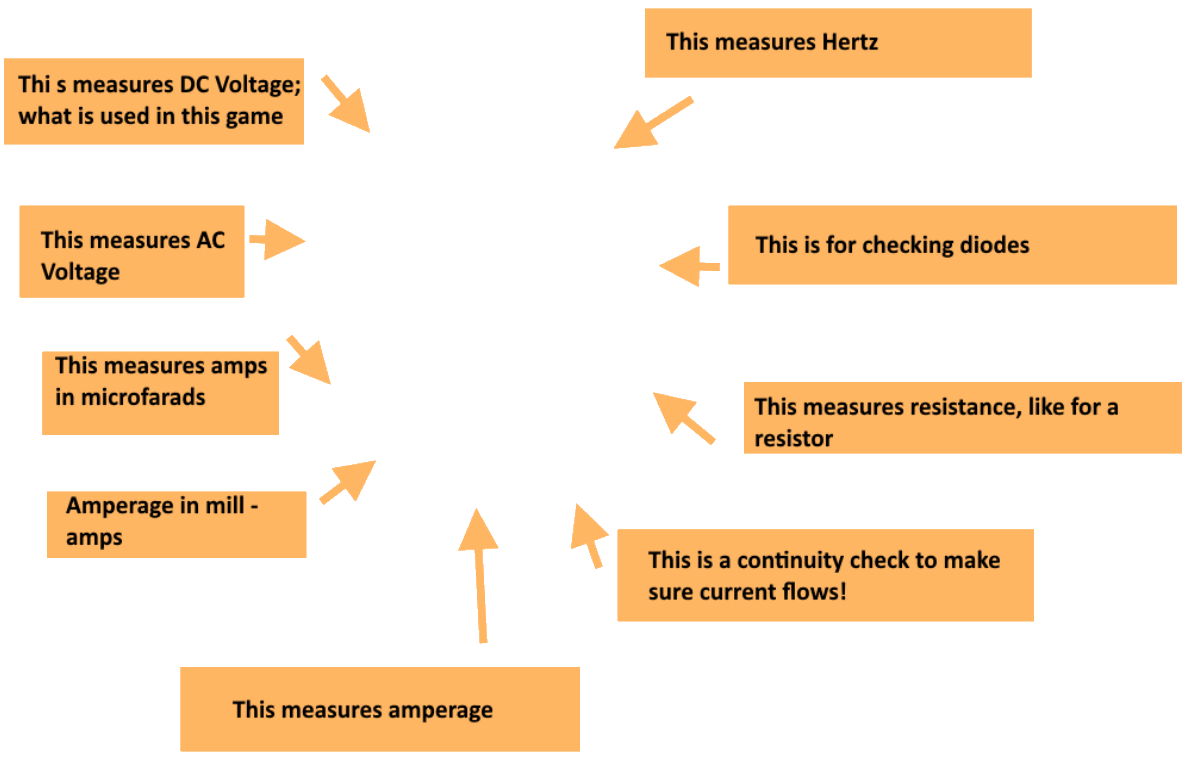 This measures Hertz
Thi s measures DC Voltage;
what is used in this game
This measures AC
Voltage
This is for checking diodes
This measures amps
in microfarads
This measures resistance, like for a
resistor
Amperage in mill -
amps
This is a continuity check to make
sure current flows!
This measures amperage